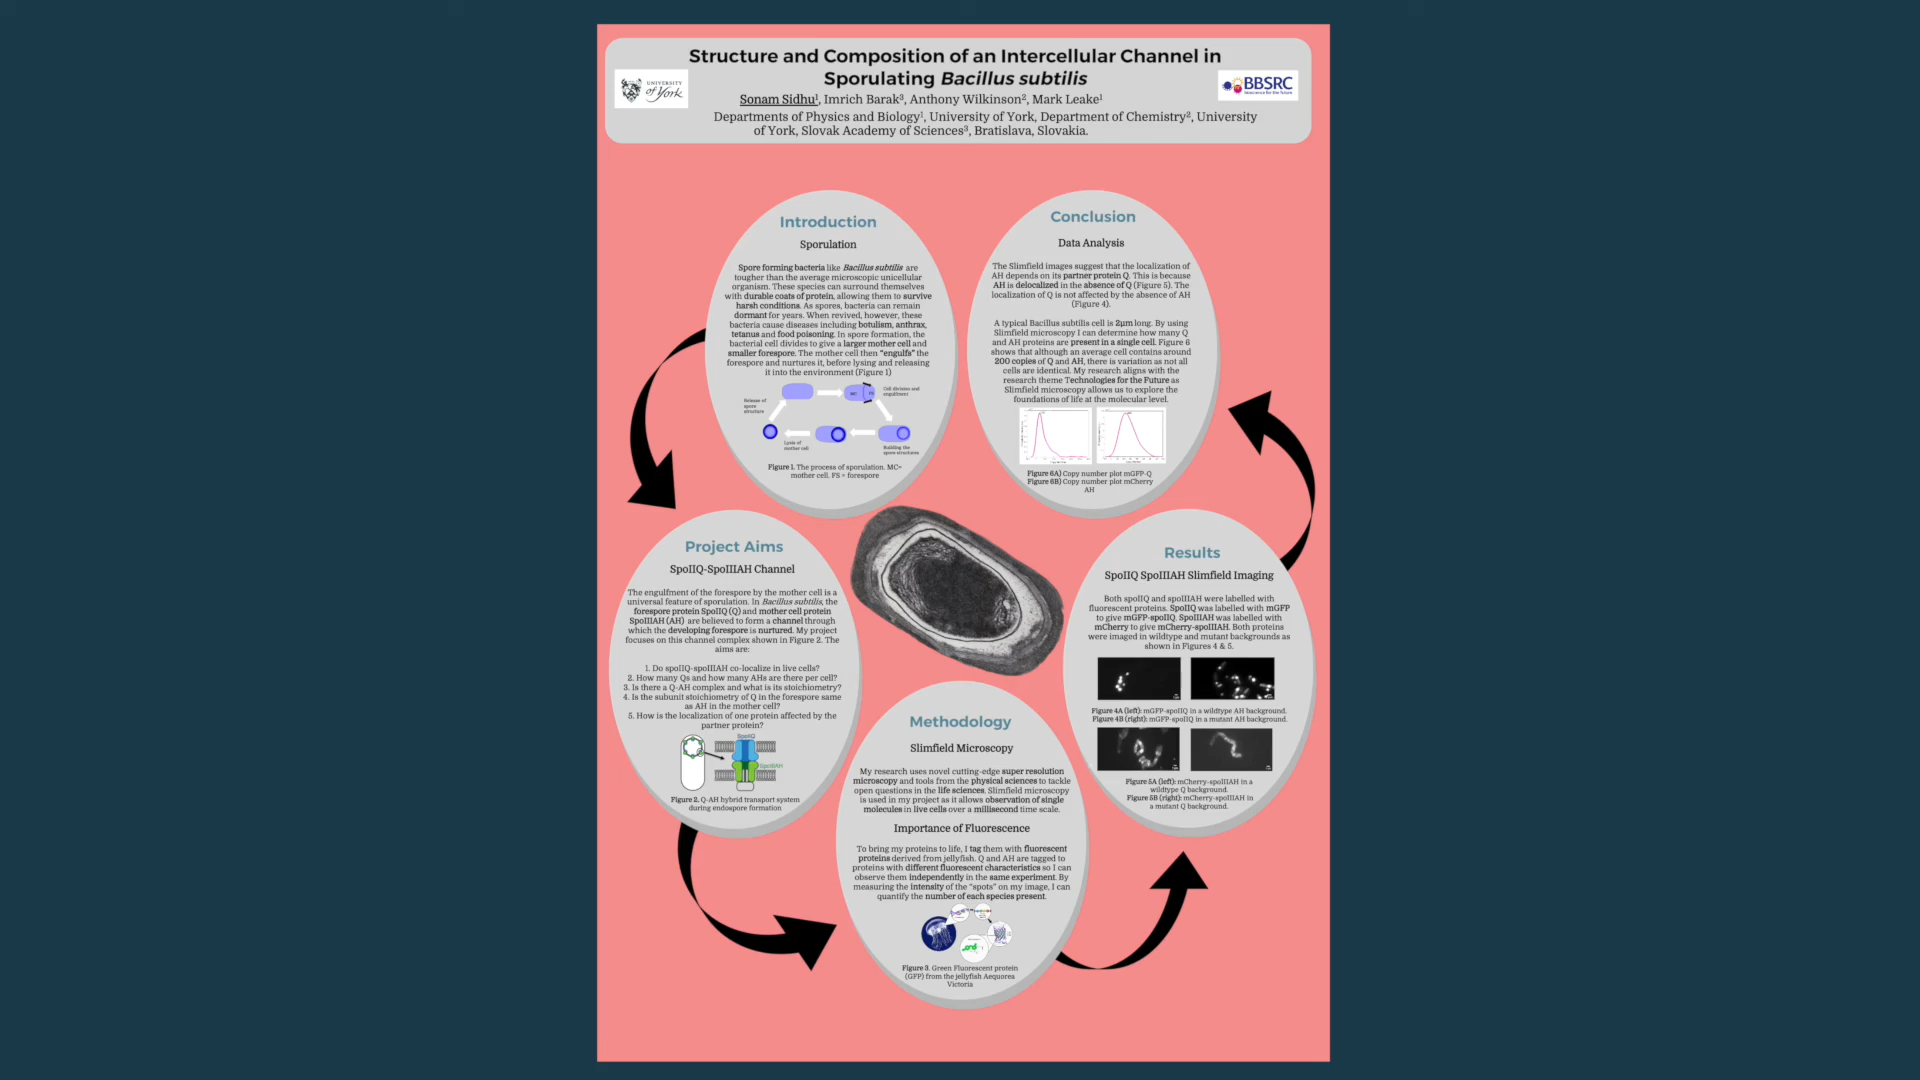 Structure and Composition of an Intercellular Channel in
Sporulating Bacillus subtilis
UNIVERSITY
of York
BBSRC
bioscience for the future
Sonam Sidhu¹, Imrich Barak³, Anthony Wilkinson², Mark Leake¹
Departments of Physics and Biology¹, University of York, Department of Chemistry², University
of York, Slovak Academy of Sciences³, Bratislava, Slovakia.
Introduction
Sporulation
Spore forming bacteria like Bacillus subtilis are
tougher than the average microscopic unicellular
organism. These species can surround themselves
with durable coats of protein, allowing them to survive
harsh conditions. As spores, bacteria can remain
dormant for years. When revived, however, these
bacteria cause diseases including botulism, anthrax,
tetanus and food poisoning. In spore formation, the
bacterial cell divides to give a larger mother cell and
smaller forespore. The mother cell then "engulfs" the
forespore and nurtures it, before lysing and releasing
it into the environment (Figure 1)
MC
FS
Cell division and
engulfment
Release of
spore
structure
Lysis of
mother cell
Building the
spore structures
Figure 1. The process of sporulation. MC=
mother cell. FS = forespore
Project Aims
SpoIIQ-SpoIIIAH Channel
The engulfment of the forespore by the mother cell is a
universal feature of sporulation. In Bacillus subtilis, the
forespore protein SpoIIQ (Q) and mother cell protein
SpoIIIAH (AH) are believed to form a channel through
which the developing forespore is nurtured. My project
focuses on this channel complex shown in Figure 2. The
aims are:
1. Do spoIIQ-spoIIIAH co-localize in live cells?
2. How many Qs and how many AHs are there per cell?
3. Is there a Q-AH complex and what is its stoichiometry?
4. Is the subunit stoichiometry of Q in the forespore same
as AH in the mother cell?
5. How is the localization of one protein affected by the
partner protein?
SpoIIQ
SpoIIIAH
Figure 2. Q-AH hybrid transport system
during endospore formation
Methodology
Slimfield Microscopy
My research uses novel cutting-edge super resolution
microscopy and tools from the physical sciences to tackle
open questions in the life sciences. Slimfield microscopy
is used in my project as it allows observation of single
molecules in live cells over a millisecond time scale.
Importance of Fluorescence
To bring my proteins to life, I tag them with fluorescent
proteins derived from jellyfish. Q and AH are tagged to
proteins with different fluorescent characteristics so I can
observe them independently in the same experiment. By
measuring the intensity of the "spots" on my image, I can
quantify the number of each species present.
Figure 3. Green Fluorescent protein
(GFP) from the jellyfish Aequorea
Victoria
Results
SpoIIQ SpoIIIAH Slimfield Imaging
Both spoIIQ and spoIIIAH were labelled with
fluorescent proteins. SpoIIQ was labelled with mGFP
to give mGFP-spoIIQ. SpoIIIAH was labelled with
mCherry to give mCherry-spoIIIAH. Both proteins
were imaged in wildtype and mutant backgrounds as
shown in Figures 4 & 5.
Figure 4A (left): mGFP-spoIIQ in a wildtype AH background.
Figure 4B (right): mGFP-spoIIQ in a mutant AH background.
Figure 5A (left): mCherry-spoIIIAH in a
wildtype Q background.
Figure 5B (right): mCherry-spoIIIAH in
a mutant Q background.
Conclusion
Data Analysis
The Slimfield images suggest that the localization of
AH depends on its partner protein Q. This is because
AH is delocalized in the absence of Q (Figure 5). The
localization of Q is not affected by the absence of AH
(Figure 4).
A typical Bacillus subtilis cell is 2µm long. By using
Slimfield microscopy I can determine how many Q
and AH proteins are present in a single cell. Figure 6
shows that although an average cell contains around
200 copies of Q and AH, there is variation as not all
cells are identical. My research aligns with the
research theme Technologies for the Future as
Slimfield microscopy allows us to explore the
foundations of life at the molecular level.
Figure 6A) Copy number plot mGFP-Q
Figure 6B) Copy number plot mCherry
AH